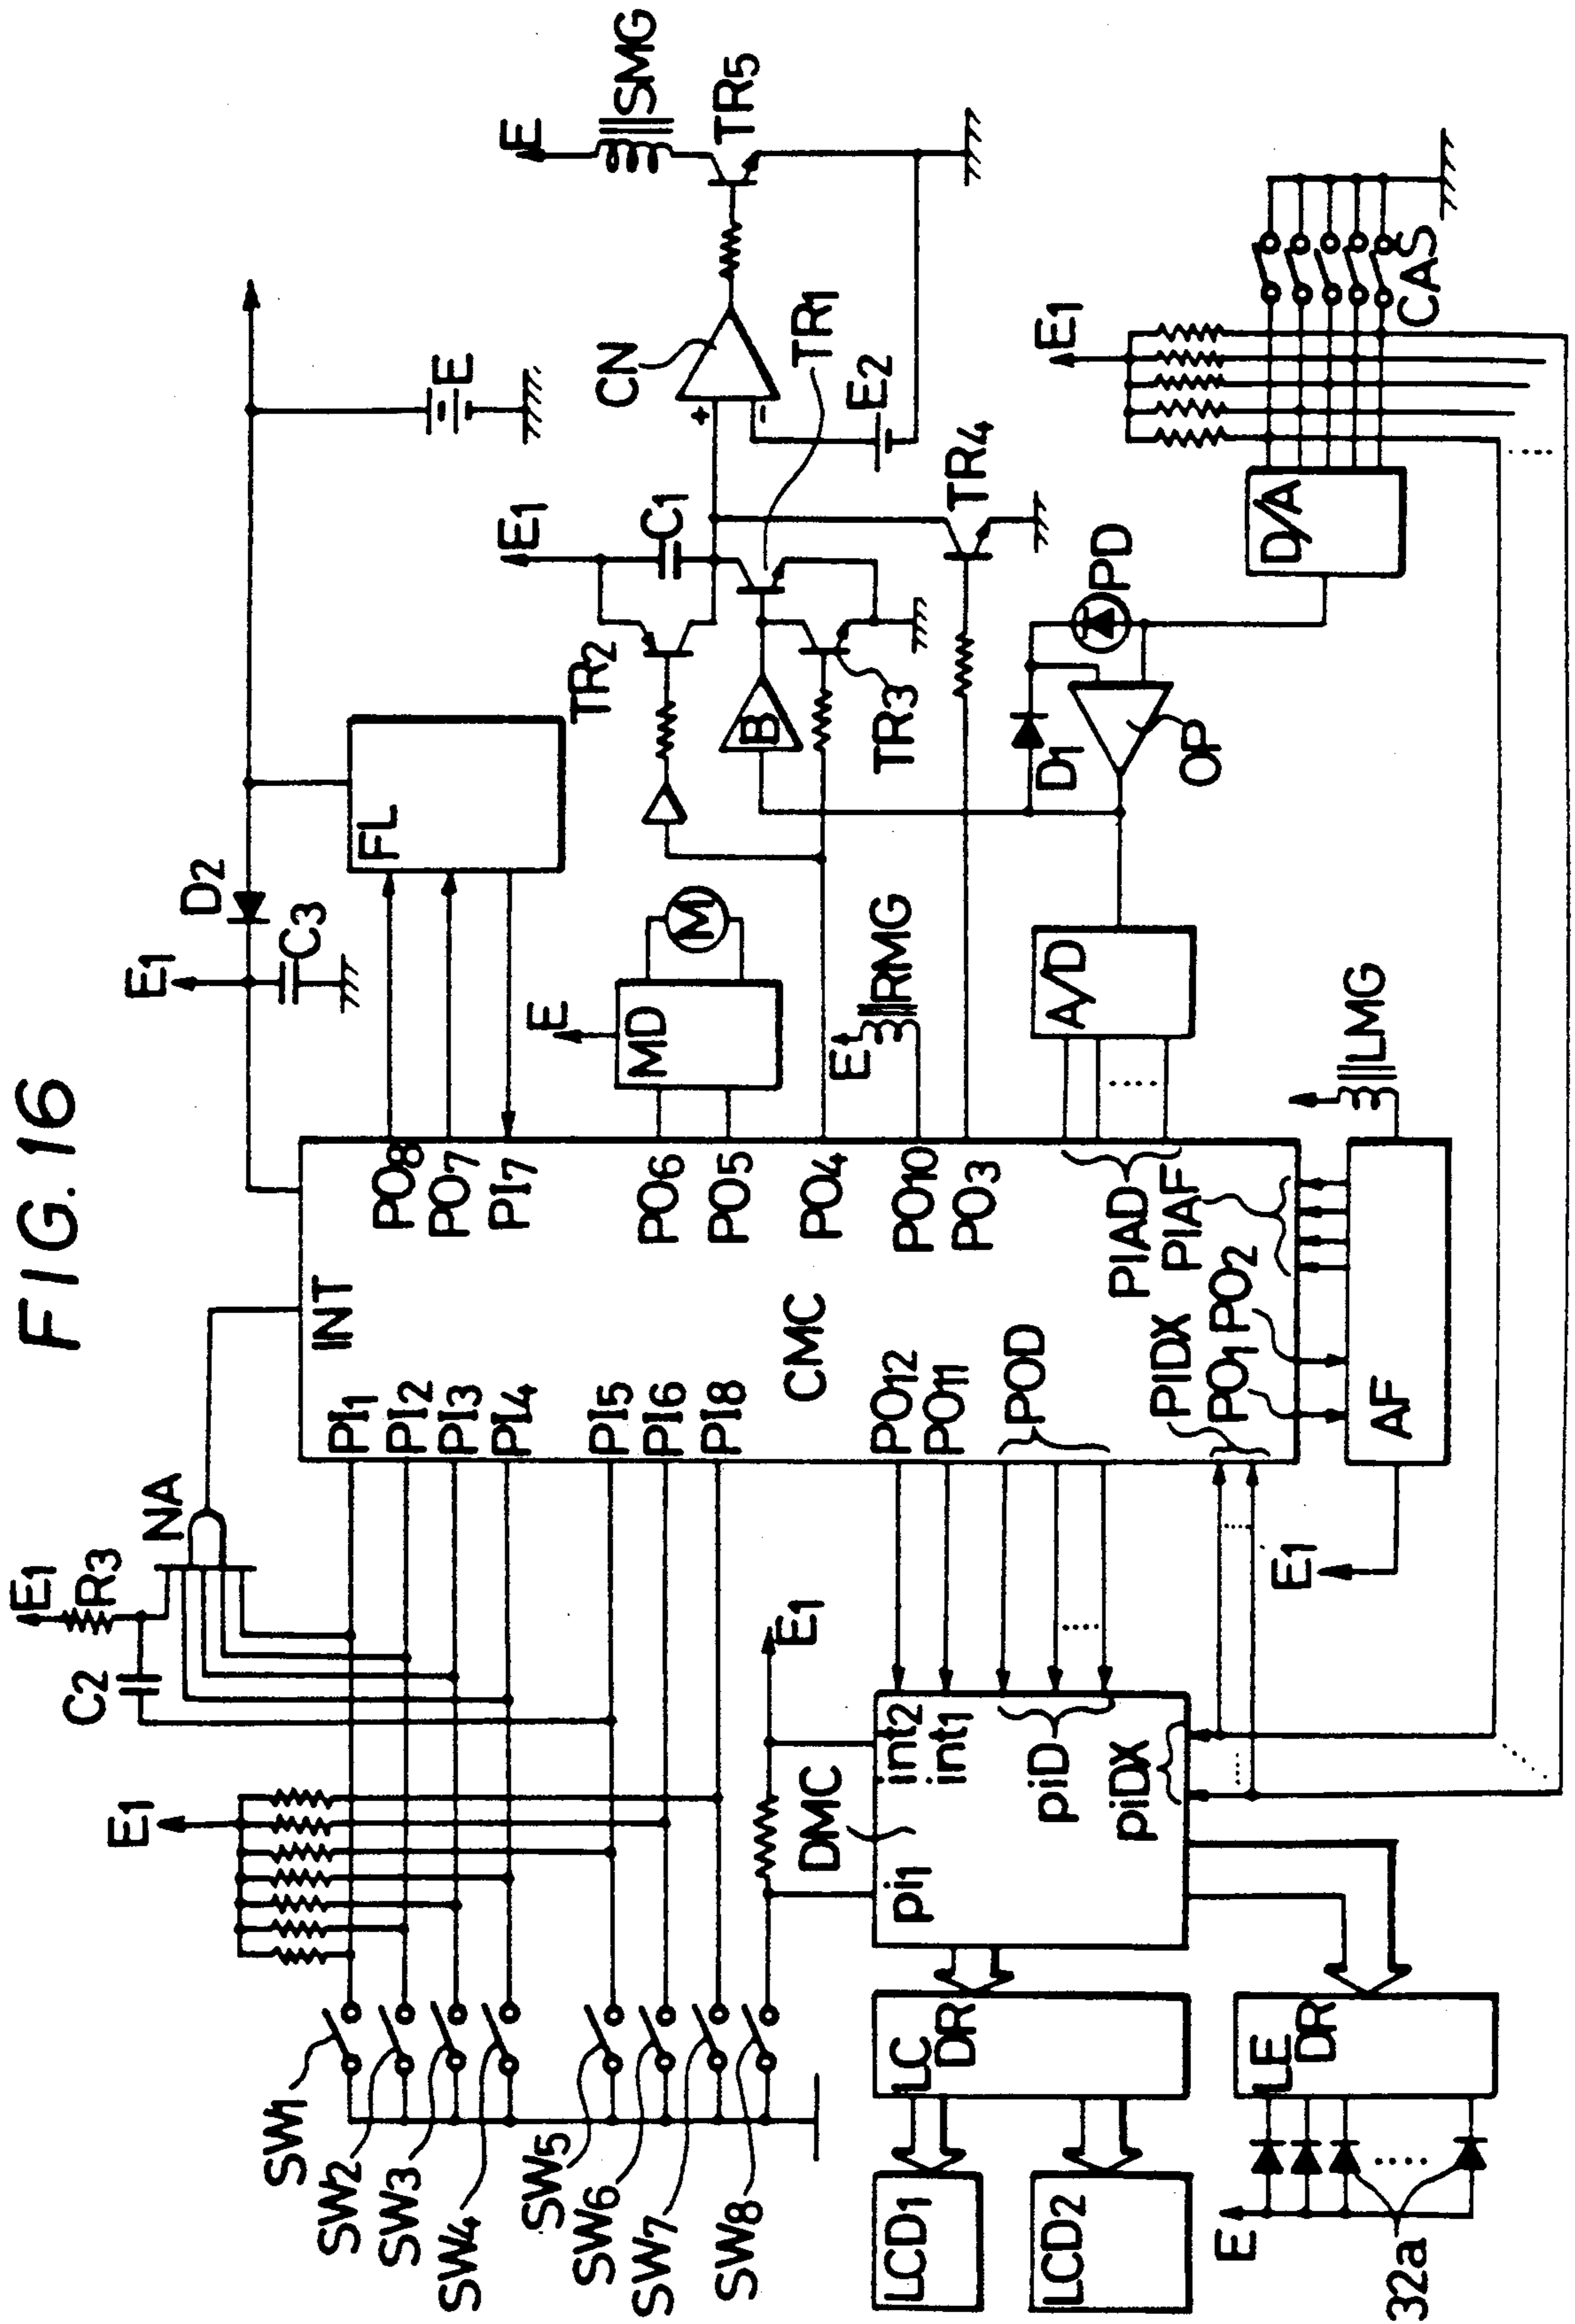 FIG. 16
E1
R3
NA
C2
E1
SW1
SW2
SW3
SW4
SW5
SW6
SW7
SW8
INT
PI1
PI2
PI3
PI4
PI5
PI6
PI8
CMC
PO8
PO7
PI7
PO6
PO5
PO4
PO10
PO3
PIAD
PIAF
PO2
PO1
PIDX
PO12
PO11
POD
E1
D2
C3
FL
E
E
MD
M
E1
TR2
C1
B
TR3
TR1
CN
+
-
E2
E
SMG
TR5
TR4
E
RMG
D1
PD
OP
A/D
D/A
E1
CAS
LMG
AF
E1
E1
DMC
pi1
int2
int1
piD
piDX
LC
DR
LCD1
LCD2
LE
DR
E
32a